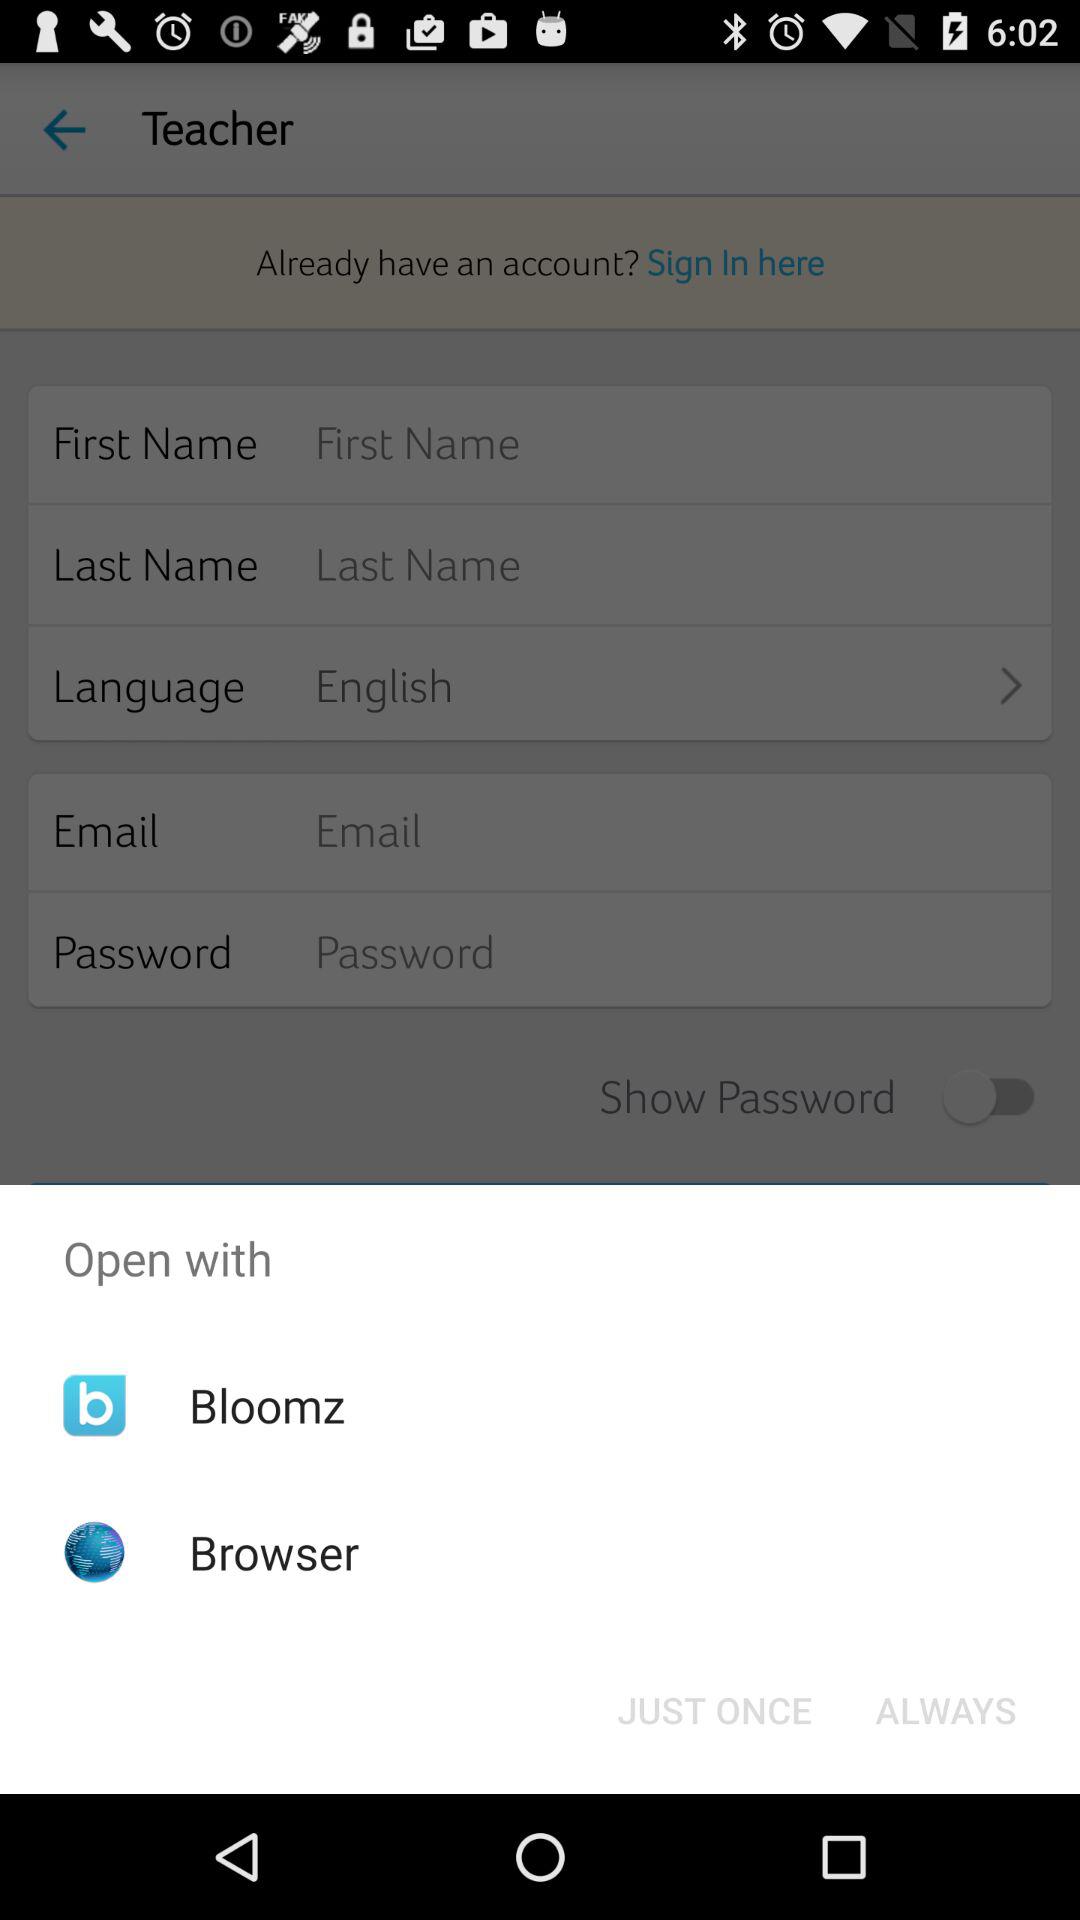 FAKE
6:02
Teacher
Already have an account? Sign In here
First Name First Name
Last Name Last Name
Language English
Email Email
Password Password
Show Password
Open with
b Bloomz
Browser
JUST ONCE ALWAYS